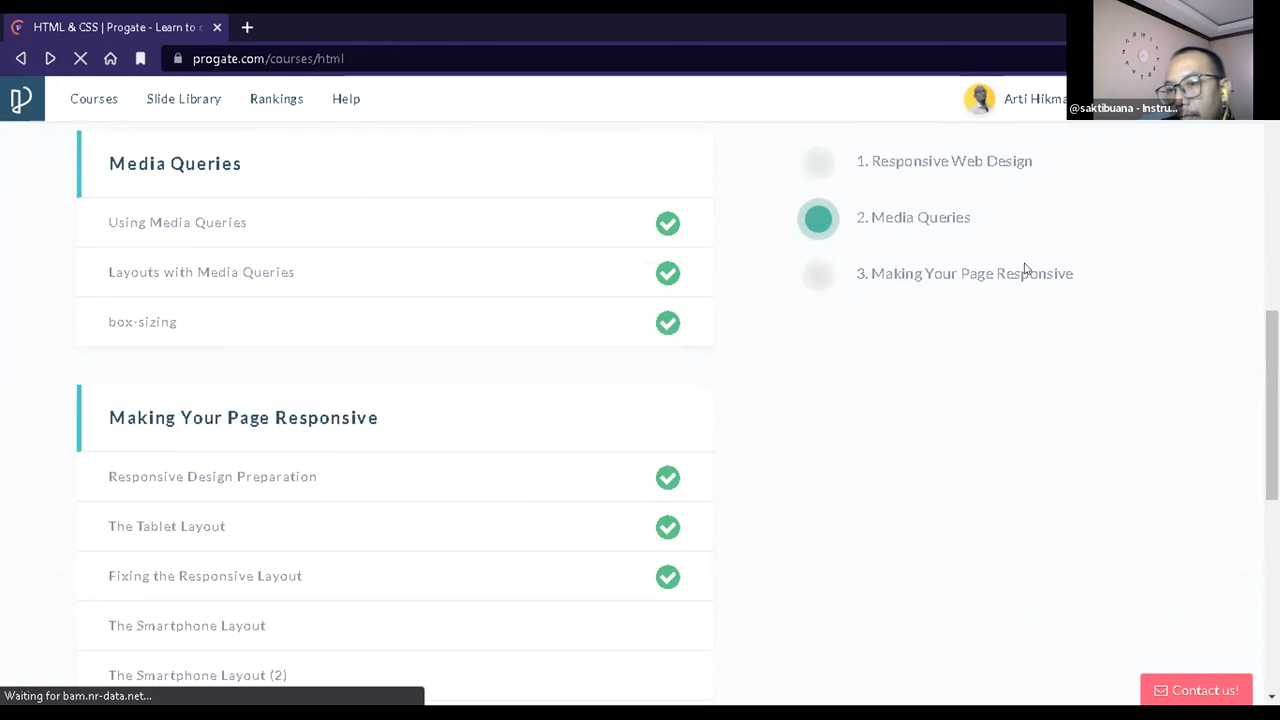 HTML & CSS | Progate - Learn to c
progate.com/courses/html
Courses
Slide Library
Rankings
Help
Arti Hikma
@saktibuana - Instru...
Media Queries
Using Media Queries
Layouts with Media Queries
box-sizing
Making Your Page Responsive
Responsive Design Preparation
The Tablet Layout
Fixing the Responsive Layout
The Smartphone Layout
The Smartphone Layout (2)
1. Responsive Web Design
2. Media Queries
3. Making Your Page Responsive
Waiting for bam.nr-data.net...
Contact us!